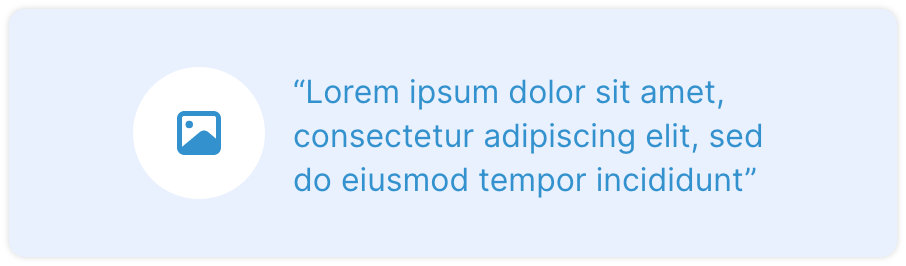 “Lorem ipsum dolor sit amet,
consectetur adipiscing elit, sed
do eiusmod tempor incididunt”